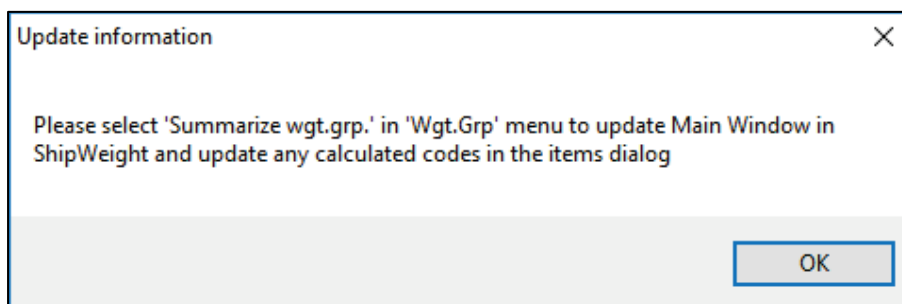 Update information
Please select 'Summarize wgt.grp.' in 'Wgt.Grp' menu to update Main Window in
ShipWeight and update any calculated codes in the items dialog
OK